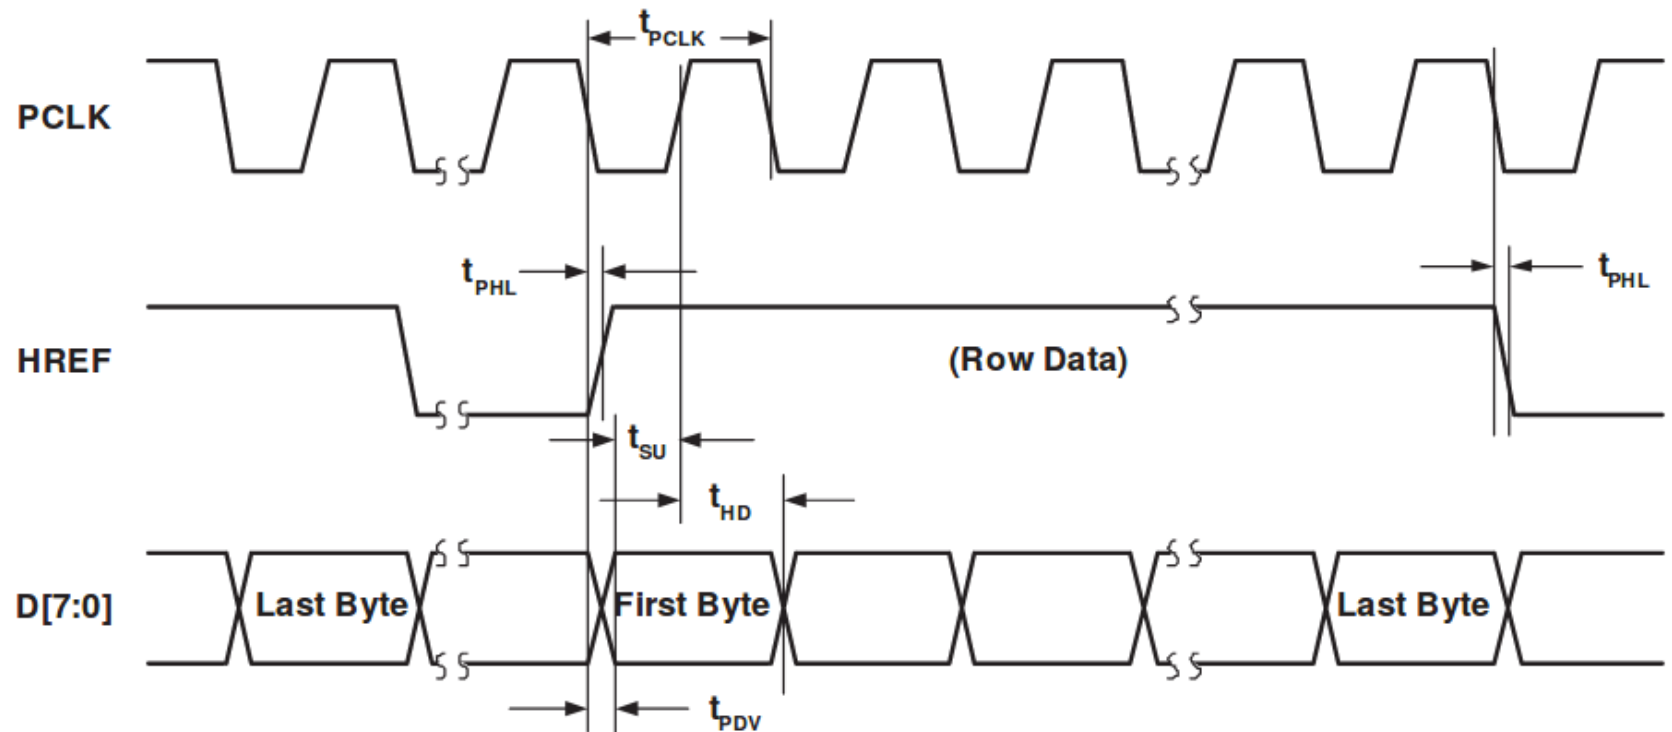 tPCLK
PCLK
tPHL
tPHL
HREF
(Row Data)
tSU
tHD
D[7:0]
Last Byte
First Byte
Last Byte
tPDV